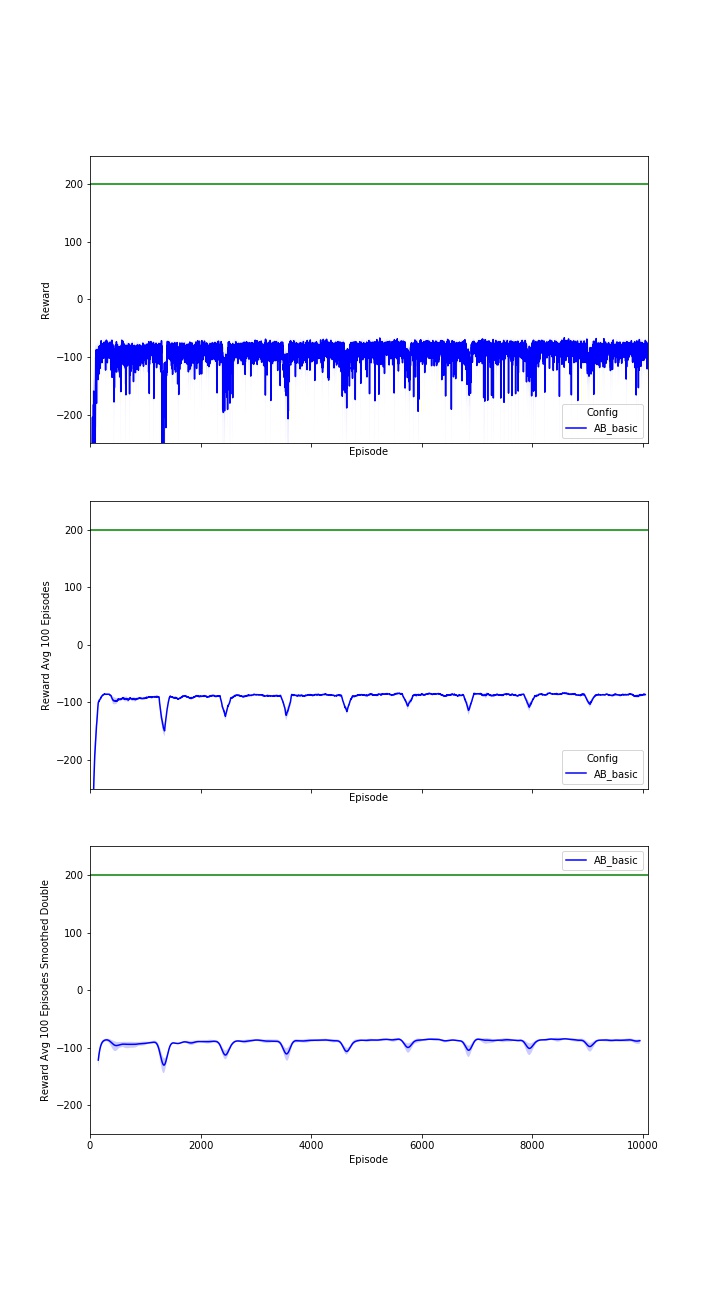 200
100
0
−100
−200
Reward
Config
AB_basic
Episode
200
100
0
−100
−200
Reward Avg 100 Episodes
Config
AB_basic
Episode
AB_basic
200
100
0
−100
−200
Reward Avg 100 Episodes Smoothed Double
0 2000 4000 6000 8000 10000
Episode